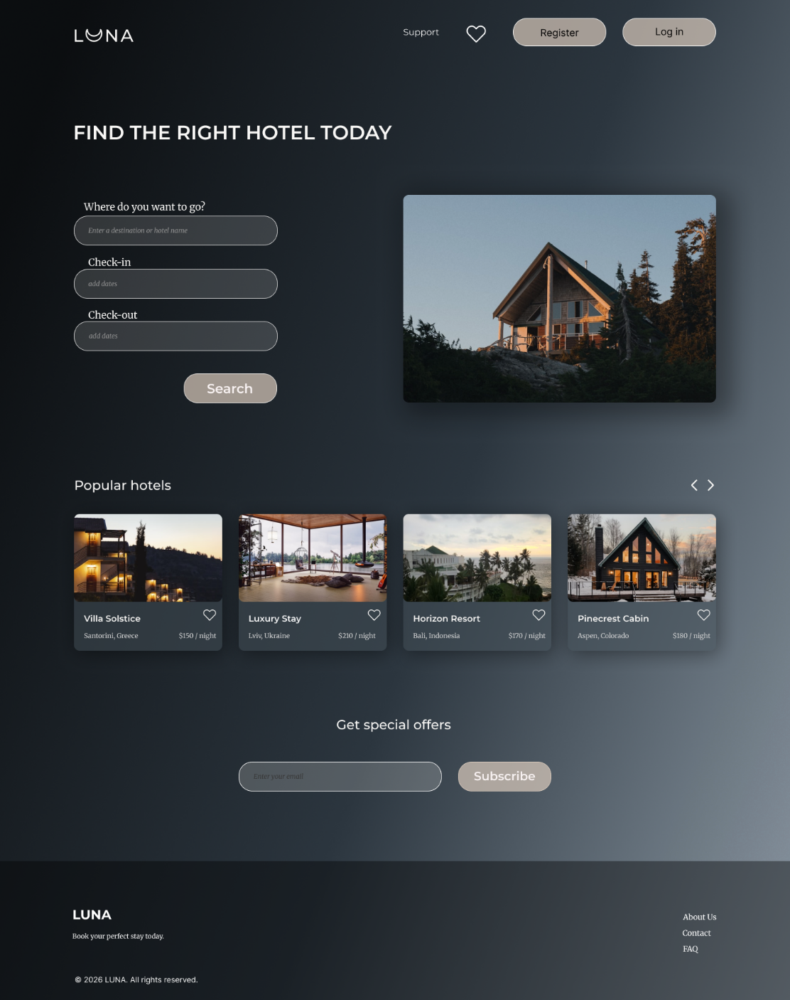 LUNA
Support
Register
Log in
FIND THE RIGHT HOTEL TODAY
Where do you want to go?
Enter a destination or hotel name
Check-in
add dates
Check-out
add dates
Search
Popular hotels
Villa Solstice
Santorini, Greece
$150 / night
Luxury Stay
Lviv, Ukraine
$210 / night
Horizon Resort
Bali, Indonesia
$170 / night
Pinecrest Cabin
Aspen, Colorado
$180 / night
Get special offers
Enter your email
Subscribe
LUNA
Book your perfect stay today.
About Us
Contact
FAQ
© 2026 LUNA. All rights reserved.